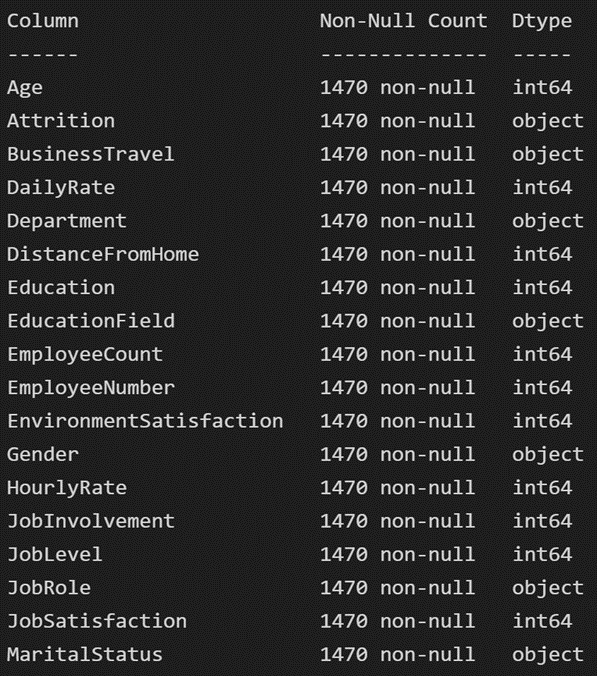 Column Non-Null Count Dtype
------ -------------- -----
Age 1470 non-null int64
Attrition 1470 non-null object
BusinessTravel 1470 non-null object
DailyRate 1470 non-null int64
Department 1470 non-null object
DistanceFromHome 1470 non-null int64
Education 1470 non-null int64
EducationField 1470 non-null object
EmployeeCount 1470 non-null int64
EmployeeNumber 1470 non-null int64
EnvironmentSatisfaction 1470 non-null int64
Gender 1470 non-null object
HourlyRate 1470 non-null int64
JobInvolvement 1470 non-null int64
JobLevel 1470 non-null int64
JobRole 1470 non-null object
JobSatisfaction 1470 non-null int64
MaritalStatus 1470 non-null object